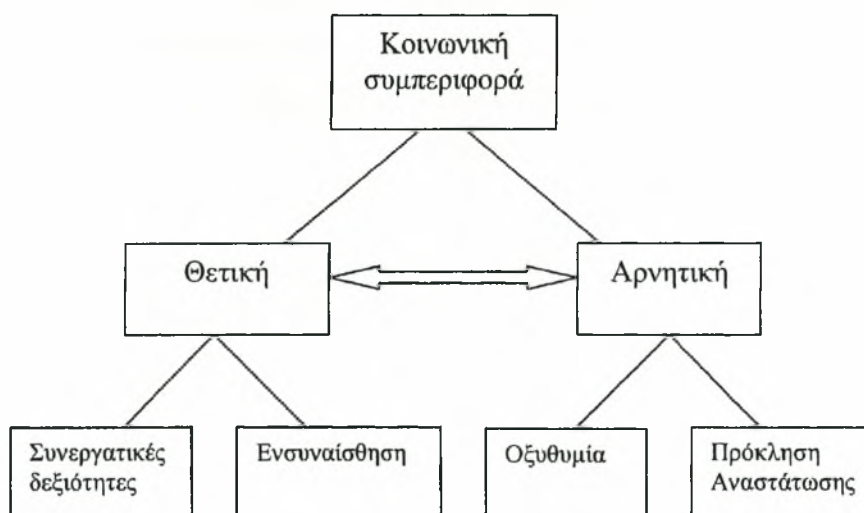 Κοινωνική
συμπεριφορά
Θετική
Αρνητική
Συνεργατικές
δεξιότητες
Ενσυναίσθηση
Οξυθυμία
Πρόκληση
Αναστάτωσης